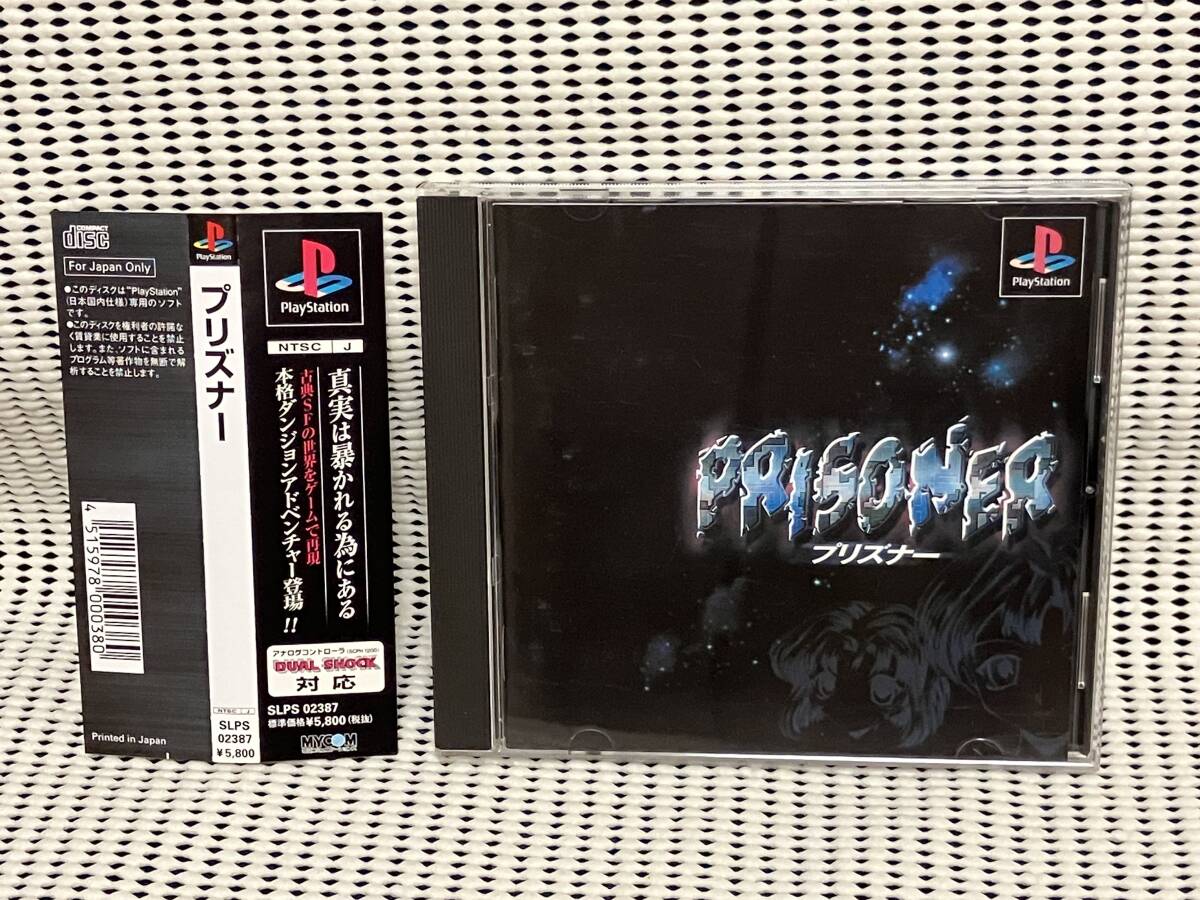 COMPACT
disc
For Japan Only
●このディスクは"PlayStation"
(日本国内仕様)専用のソフト
です。
●このディスクを権利者の許諾な
く賃貸業に使用することを禁止
します。また、ソフトに含まれる
プログラム等著作物を無断で解
析することを禁止します。
4 515978 000380
Printed in Japan
PlayStation
プリズナー
NTSC J
SLPS
02387
¥5,800
PlayStation
NTSC J
真実は暴かれる為にある
古典SFの世界をゲームで再現
本格ダンジョンアドベンチャー登場!!
アナログコントローラ(SCPH-1200)
DUAL SHOCK
対応
SLPS 02387
標準価格¥5,800(税抜)
MYCOM
PlayStation
PRISONER
プリズナー